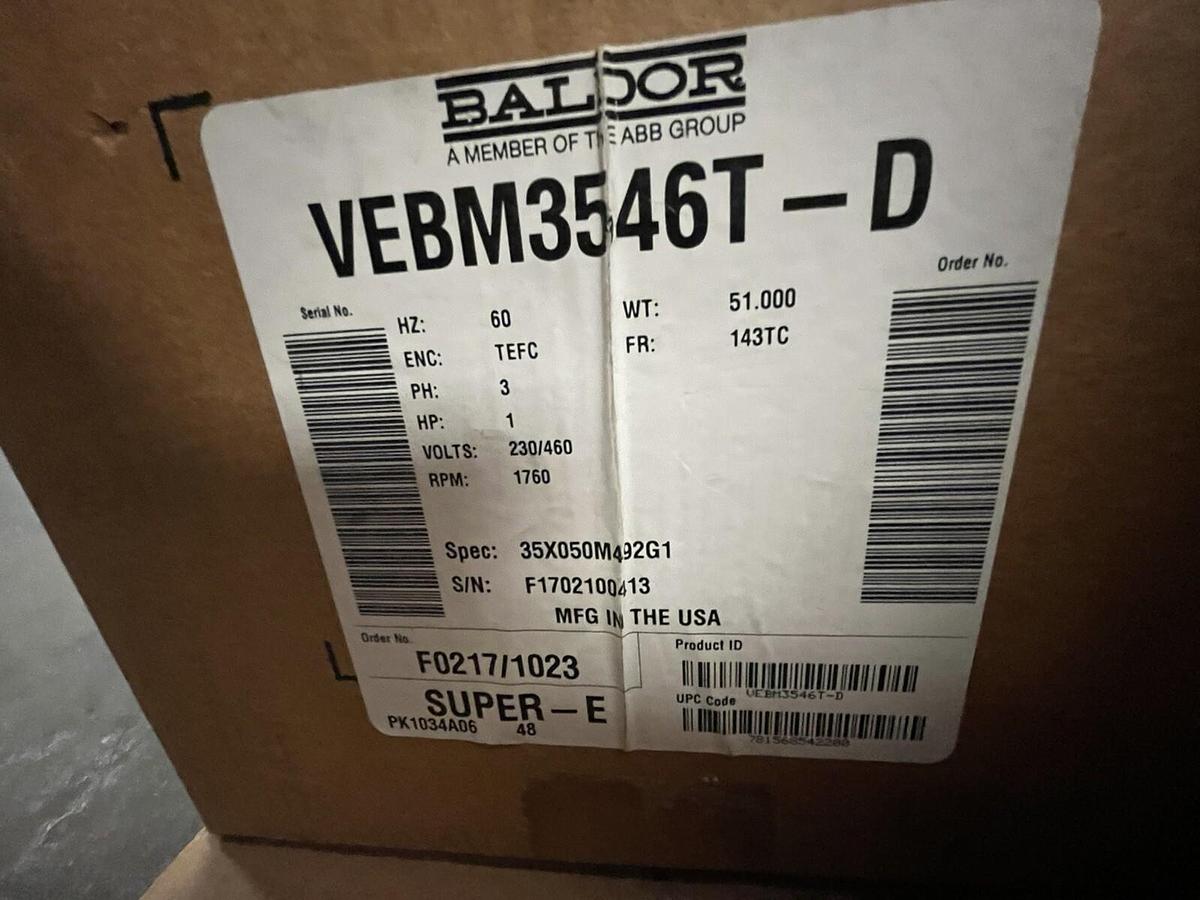 BALDOR
A MEMBER OF THE ABB GROUP
VEBM3546T-D
Order No.
Serial No.
HZ: 60
WT: 51.000
ENC: TEFC
FR: 143TC
PH: 3
HP: 1
VOLTS: 230/460
RPM: 1760
Spec: 35X050M492G1
S/N: F1702100413
MFG IN THE USA
Order No.
F0217/1023
Product ID
VEBM3546T-D
SUPER-E
UPC Code
PK1034A06 48
781568542200